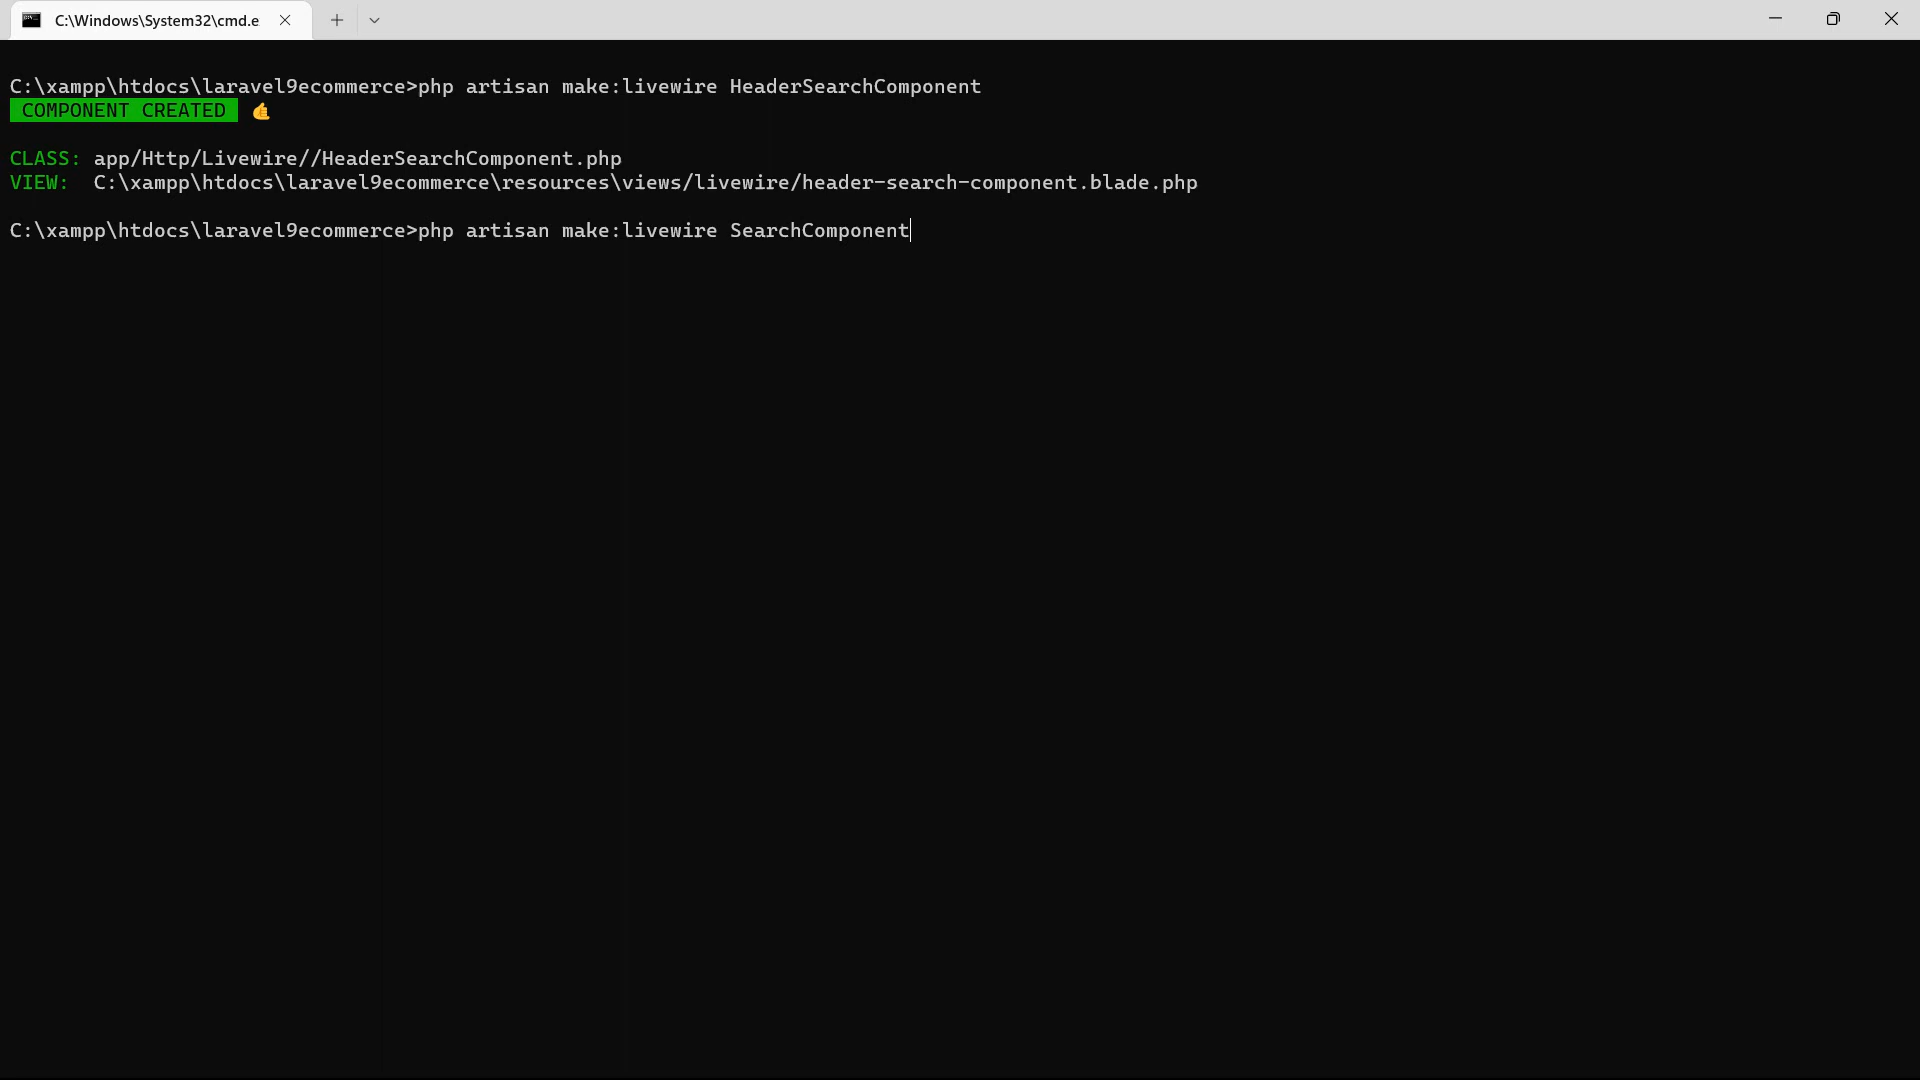 C:\Windows\System32\cmd.e
C:\xampp\htdocs\laravel9ecommerce>php artisan make:livewire HeaderSearchComponent
COMPONENT CREATED 🤙
CLASS: app/Http/Livewire//HeaderSearchComponent.php
VIEW:  C:\xampp\htdocs\laravel9ecommerce\resources\views/livewire/header-search-component.blade.php
C:\xampp\htdocs\laravel9ecommerce>php artisan make:livewire SearchComponent